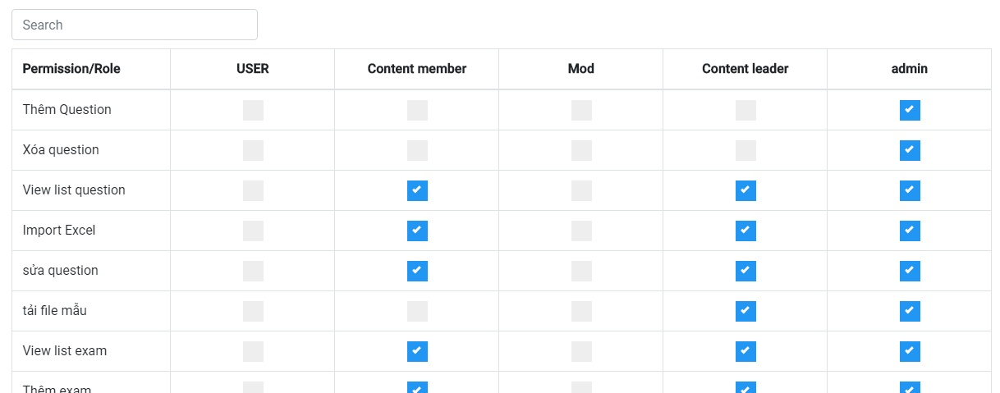 Search
Permission/Role USER Content member Mod Content leader admin
Thêm Question
Xóa question
View list question
Import Excel
sửa question
tải file mẫu
View list exam
Thêm exam